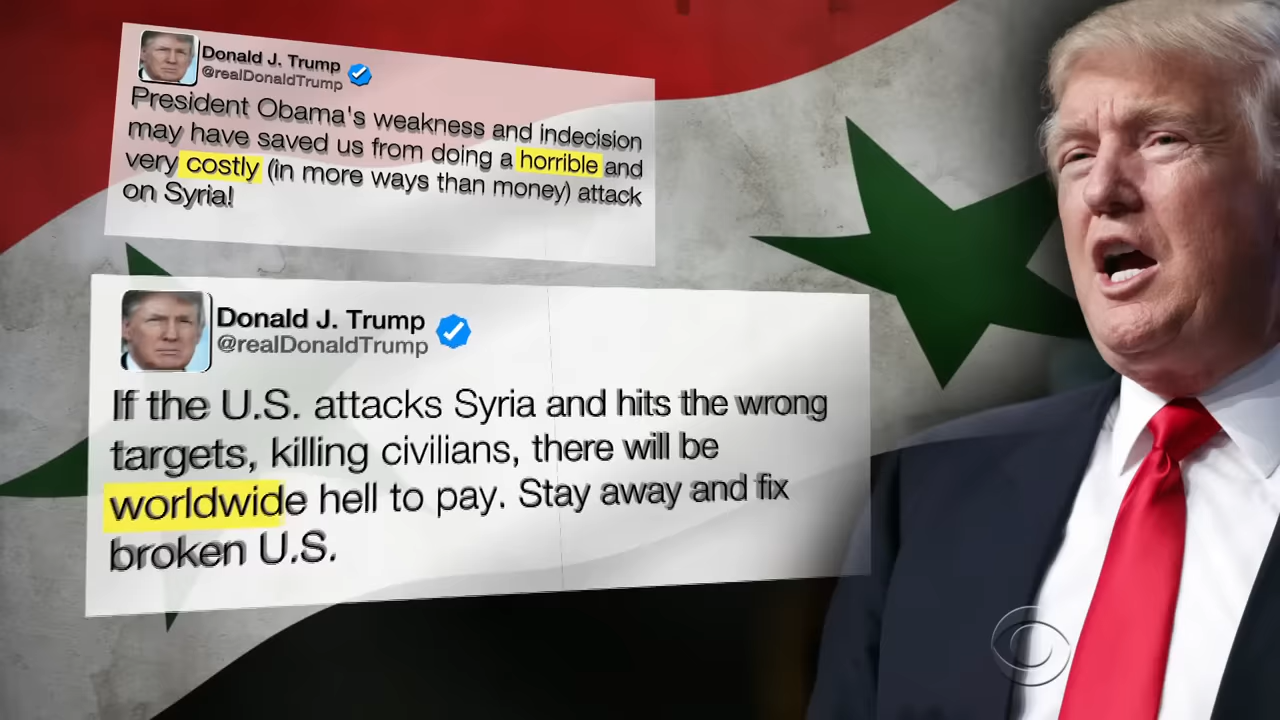 Donald J. Trump
@realDonaldTrump
President Obama's weakness and indecision
may have saved us from doing a horrible and
very costly (in more ways than money) attack
on Syria!
Donald J. Trump
@realDonaldTrump
If the U.S. attacks Syria and hits the wrong
targets, killing civilians, there will be
worldwide hell to pay. Stay away and fix
broken U.S.